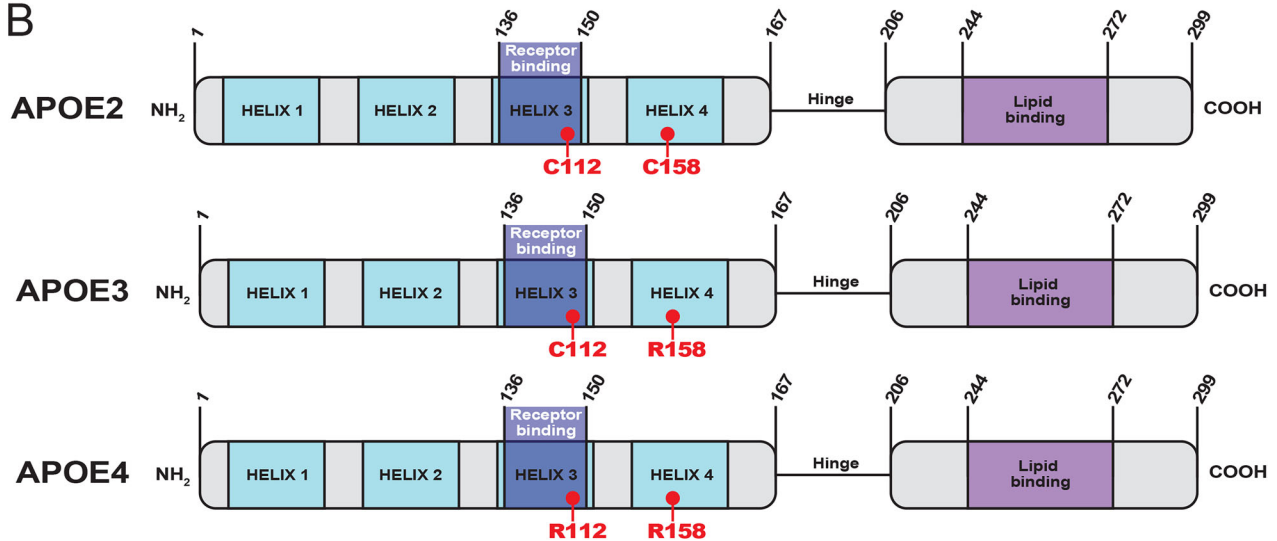 B
1 136 150 167 206 244 272 299
Receptor
binding
APOE2 NH2 HELIX 1 HELIX 2 HELIX 3 HELIX 4 Hinge Lipid
binding COOH
C112 C158
1 136 150 167 206 244 272 299
Receptor
binding
APOE3 NH2 HELIX 1 HELIX 2 HELIX 3 HELIX 4 Hinge Lipid
binding COOH
C112 R158
1 136 150 167 206 244 272 299
Receptor
binding
APOE4 NH2 HELIX 1 HELIX 2 HELIX 3 HELIX 4 Hinge Lipid
binding COOH
R112 R158